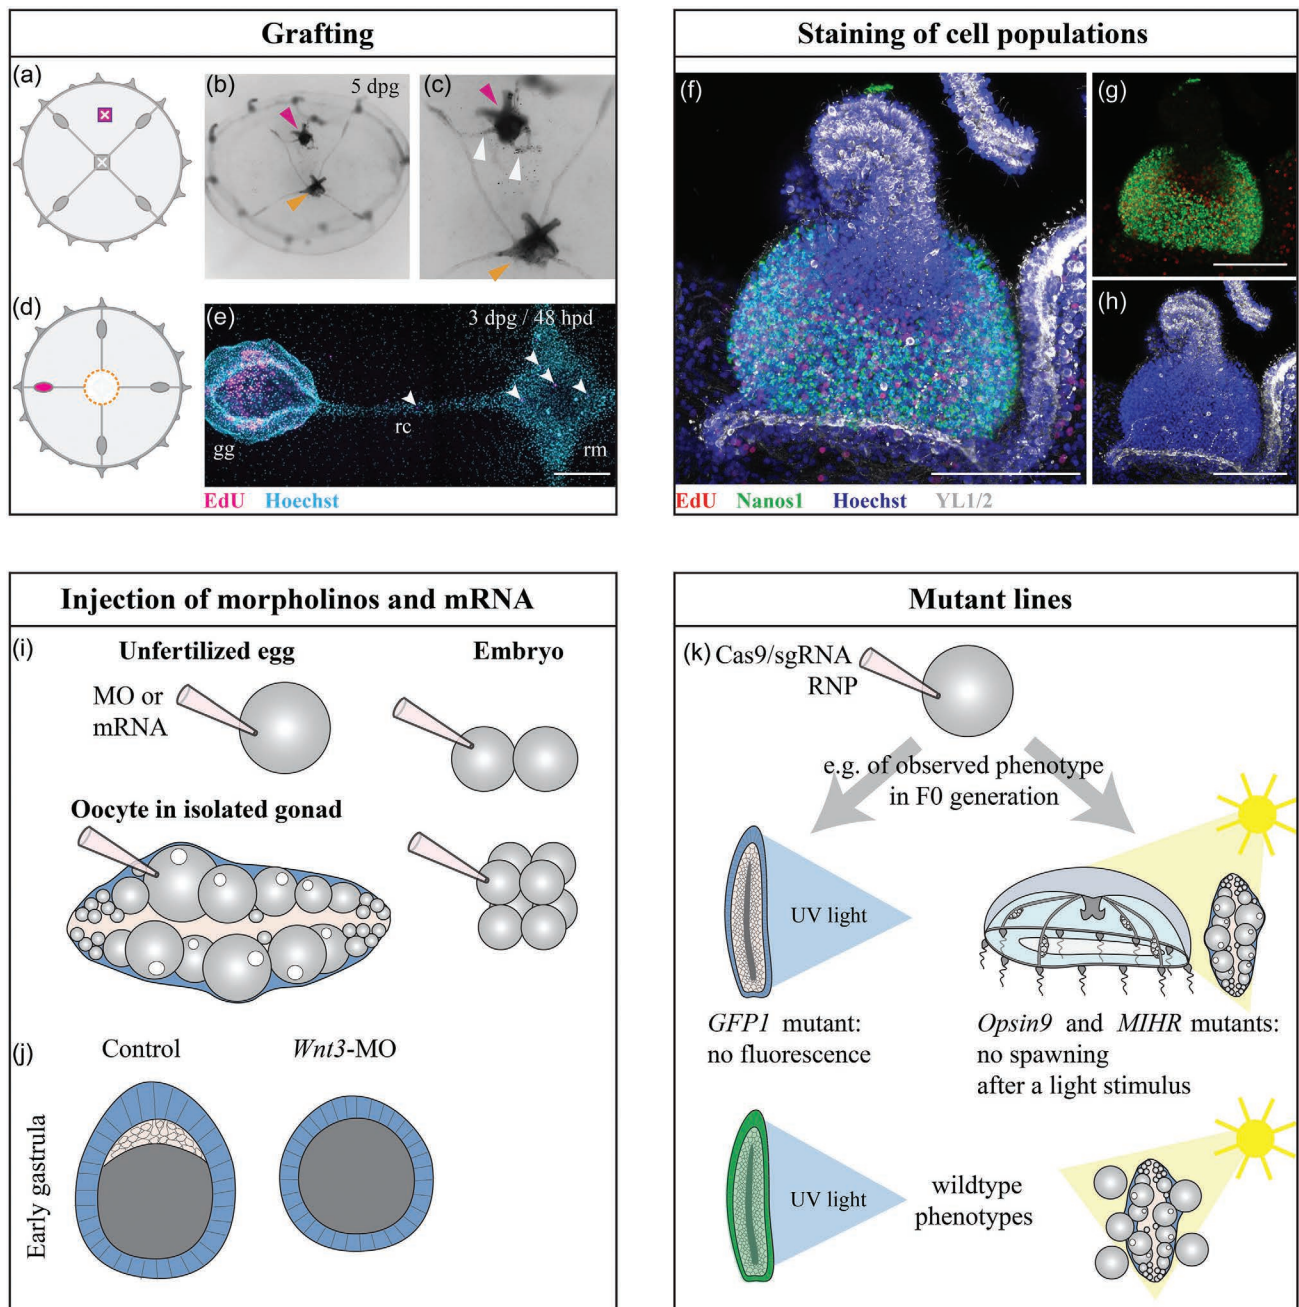 Grafting
(a)
(b)
5 dpg
(c)
(d)
(e)
3 dpg / 48 hpd
gg
rc
rm
EdU Hoechst
Staining of cell populations
(f)
(g)
(h)
EdU Nanos1 Hoechst YL1/2
Injection of morpholinos and mRNA
(i)
Unfertilized egg
Embryo
MO or
mRNA
Oocyte in isolated gonad
(j)
Control
Wnt3-MO
Early gastrula
Mutant lines
(k)
Cas9/sgRNA
RNP
e.g. of observed phenotype
in F0 generation
UV light
GFP1 mutant:
no fluorescence
Opsin9 and MIHR mutants:
no spawning
after a light stimulus
UV light
wildtype
phenotypes